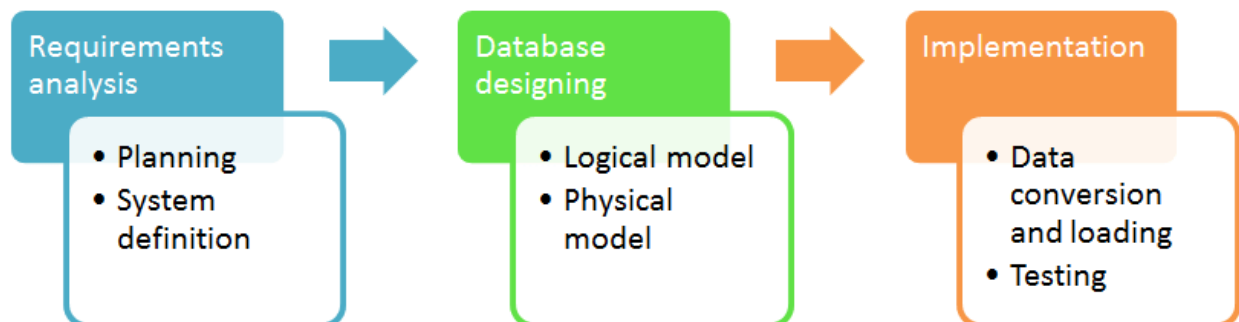 Requirements
analysis
• Planning
• System
definition
Database
designing
• Logical model
• Physical
model
Implementation
• Data
conversion
and loading
• Testing